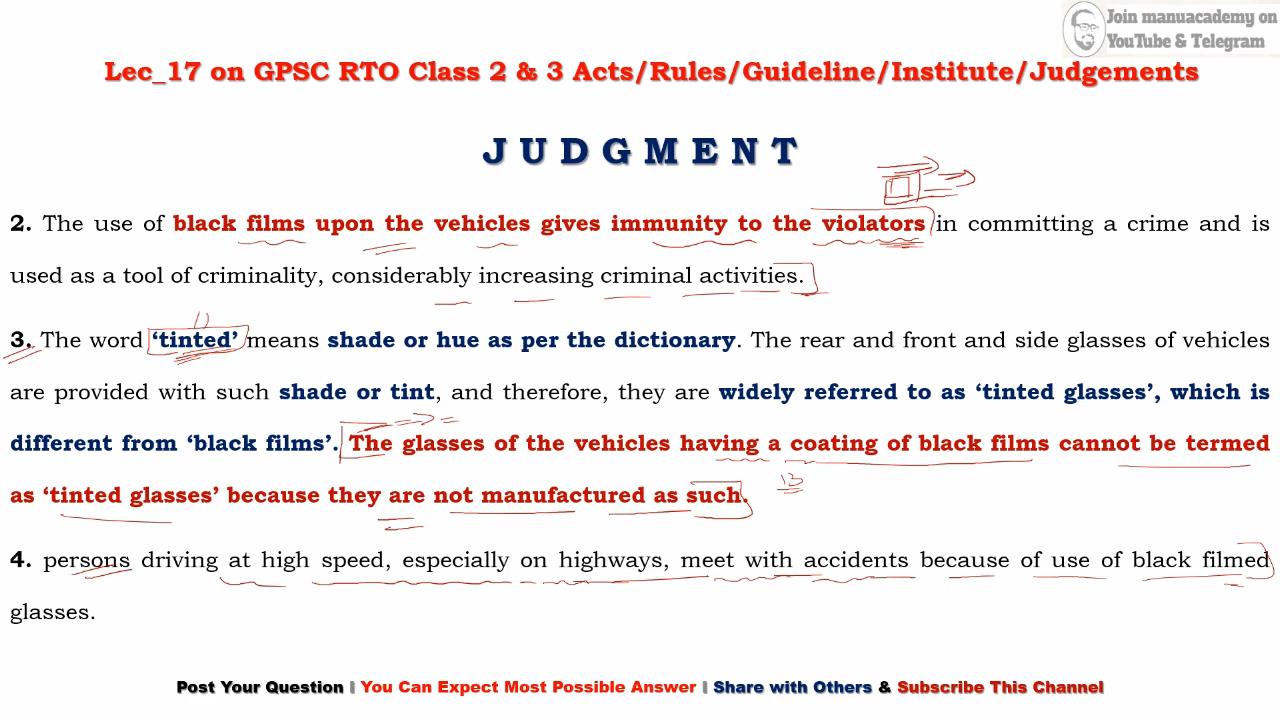 Join manuacademy on
YouTube & Telegram
Lec_17 on GPSC RTO Class 2 & 3 Acts/Rules/Guideline/Institute/Judgements
JUDGMENT
2. The use of black films upon the vehicles gives immunity to the violators in committing a crime and is
used as a tool of criminality, considerably increasing criminal activities.
3. The word ‘tinted’ means shade or hue as per the dictionary. The rear and front and side glasses of vehicles
are provided with such shade or tint, and therefore, they are widely referred to as ‘tinted glasses’, which is
different from ‘black films’. The glasses of the vehicles having a coating of black films cannot be termed
as ‘tinted glasses’ because they are not manufactured as such.
13
4. persons driving at high speed, especially on highways, meet with accidents because of use of black filmed
glasses.
Post Your Question | You Can Expect Most Possible Answer | Share with Others & Subscribe This Channel